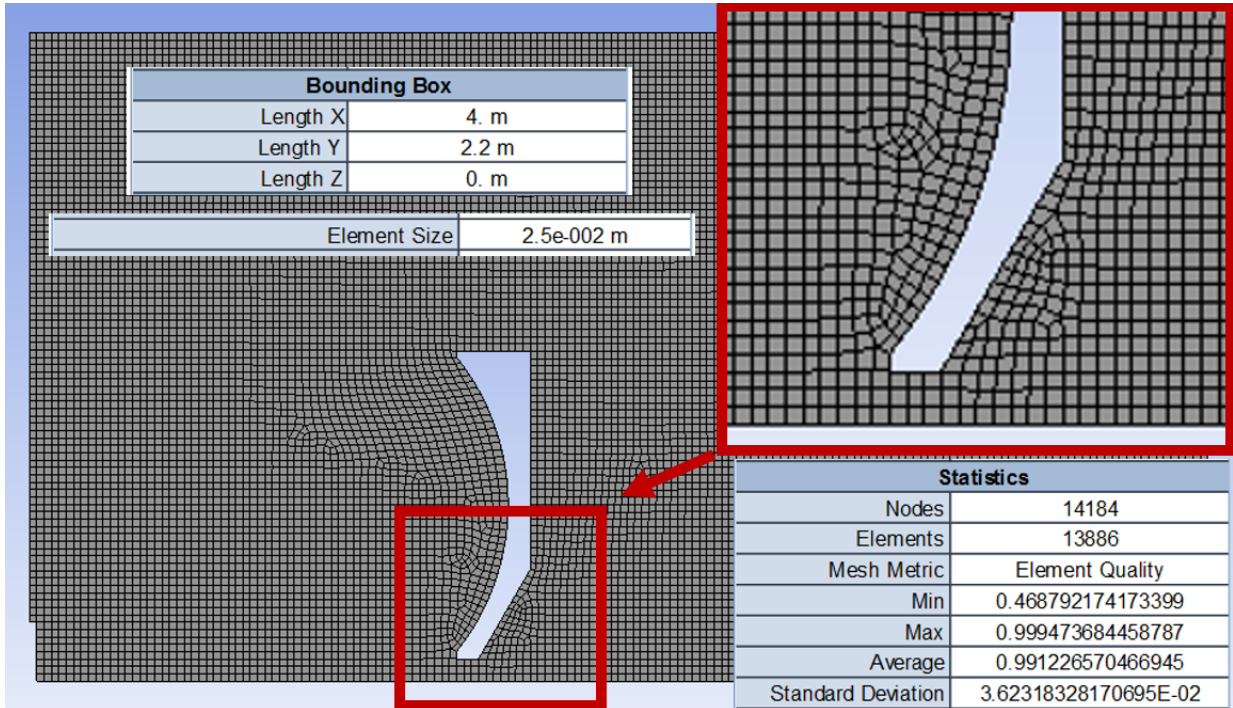 Bounding Box
Length X 4. m
Length Y 2.2 m
Length Z 0. m
Element Size 2.5e-002 m
Statistics
Nodes 14184
Elements 13886
Mesh Metric Element Quality
Min 0.468792174173399
Max 0.999473684458787
Average 0.991226570466945
Standard Deviation 3.62318328170695E-02